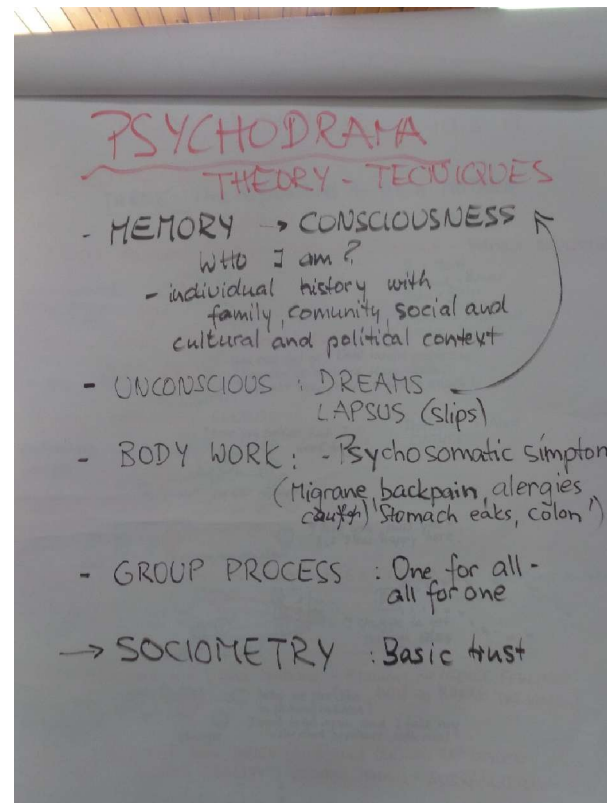 PSYCHODRAMA
THEORY - TECNIQUES
- MEMORY → CONSCIOUSNESS
WHO I am?
- individual history with
family, comunity, social and
cultural and political context
- UNCONSCIOUS : DREAMS
LAPSUS (slips)
- BODY WORK : - Psychosomatic simpton
(Migrane, backpain, alergies
) Stomach eaks, colon')
- GROUP PROCESS : One for all -
all for one
→ SOCIOMETRY : Basic trust